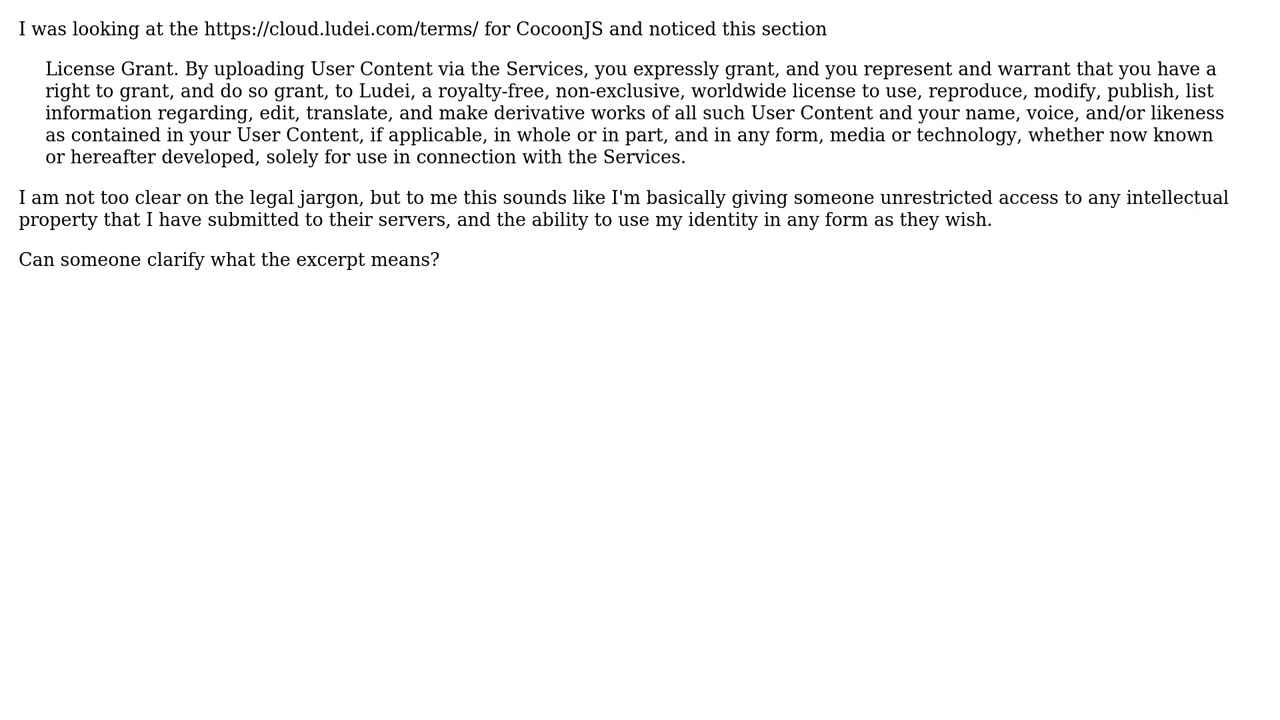 I was looking at the https://cloud.ludei.com/terms/ for CocoonJS and noticed this section
License Grant. By uploading User Content via the Services, you expressly grant, and you represent and warrant that you have a
right to grant, and do so grant, to Ludei, a royalty-free, non-exclusive, worldwide license to use, reproduce, modify, publish, list
information regarding, edit, translate, and make derivative works of all such User Content and your name, voice, and/or likeness
as contained in your User Content, if applicable, in whole or in part, and in any form, media or technology, whether now known
or hereafter developed, solely for use in connection with the Services.
I am not too clear on the legal jargon, but to me this sounds like I'm basically giving someone unrestricted access to any intellectual
property that I have submitted to their servers, and the ability to use my identity in any form as they wish.
Can someone clarify what the excerpt means?